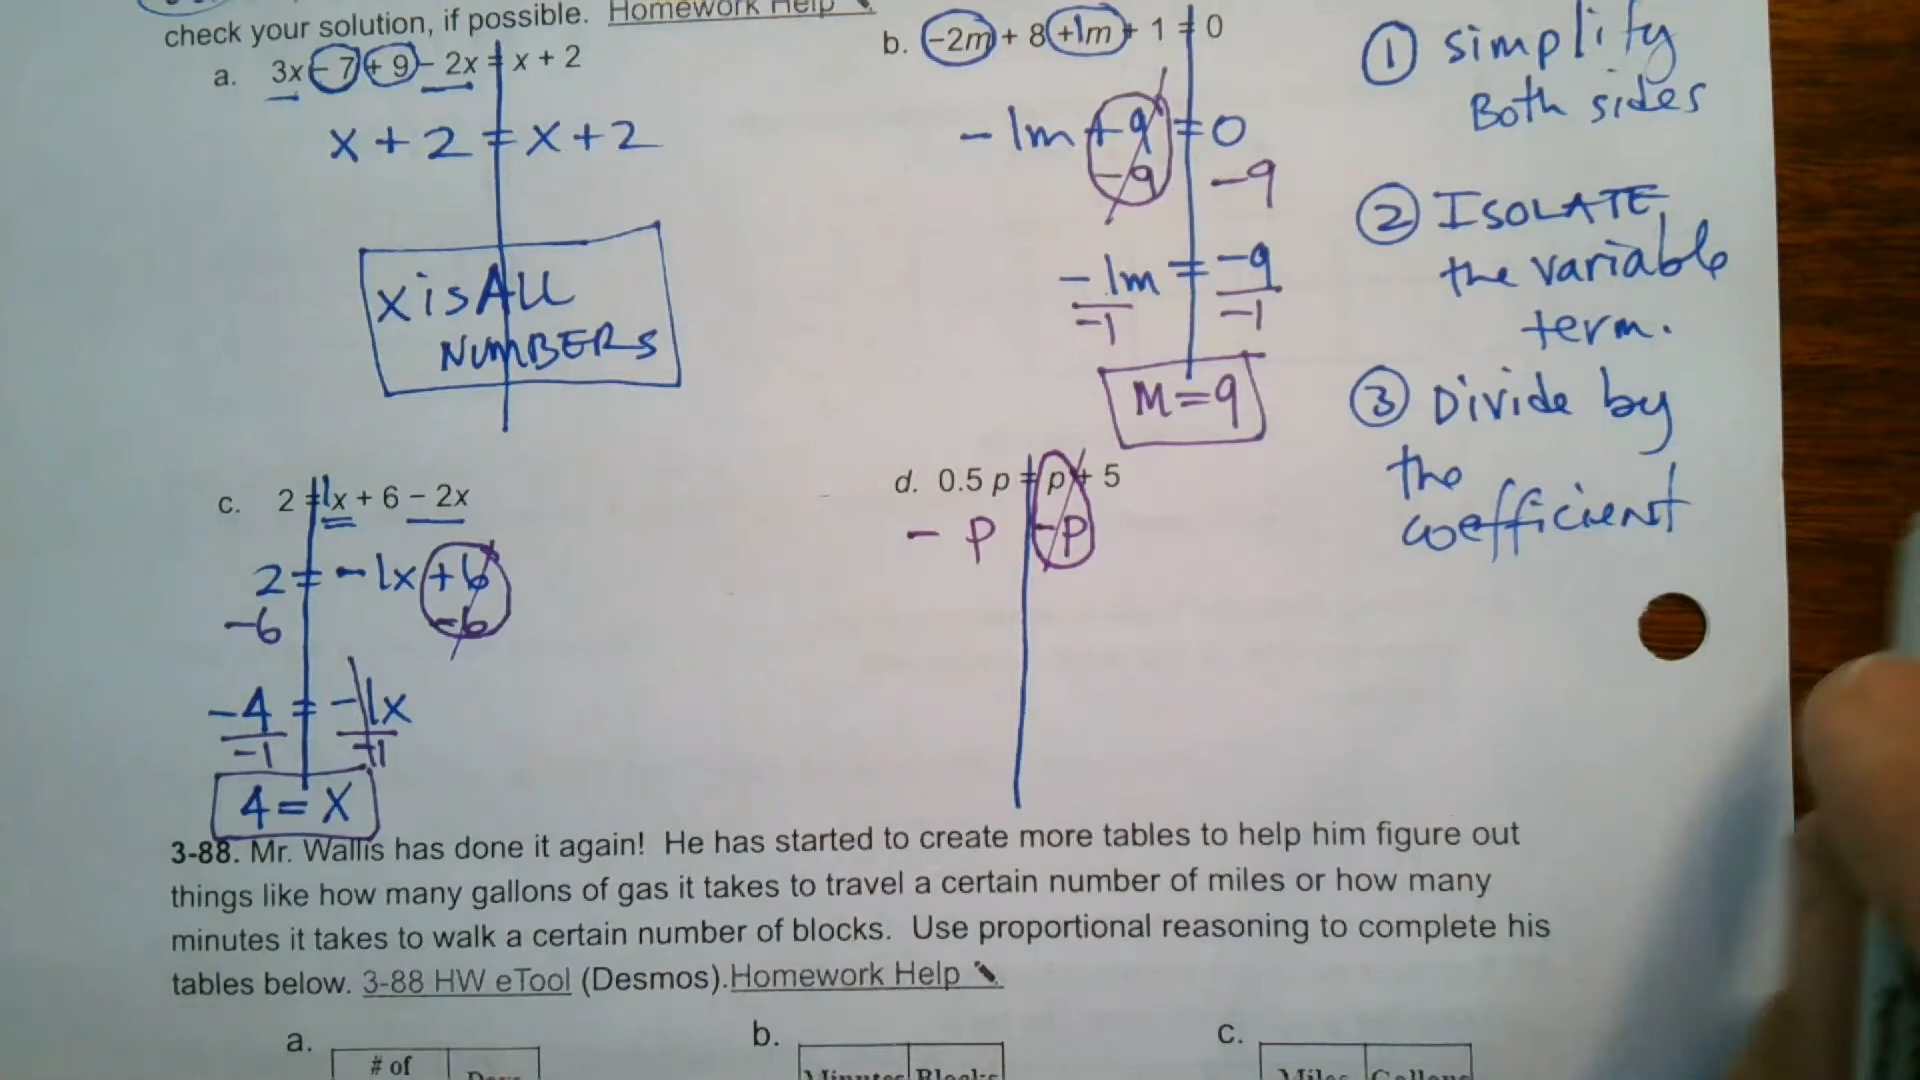 check your solution, if possible. Homework Help
a. 3x - 7 + 9 - 2x = x + 2
x + 2 = x + 2
x is ALL
NUMBERS
b. -2m + 8 + 1m + 1 = 0
-1m + 9 = 0
-9 -9
-1m = -9
-1 -1
M = 9
① simplify
Both sides
② ISOLATE
the variable
term.
③ Divide by
the
coefficient
c. 2 = 1x + 6 - 2x
2 = -1x + 6
-6 -6
-4 = -1x
-1 -1
4 = x
d. 0.5 p = p + 5
- p - p
3-88. Mr. Wallis has done it again! He has started to create more tables to help him figure out
things like how many gallons of gas it takes to travel a certain number of miles or how many
minutes it takes to walk a certain number of blocks. Use proportional reasoning to complete his
tables below. 3-88 HW eTool (Desmos). Homework Help
a. b. c.
# of
Minutes Blocks Miles Gallons